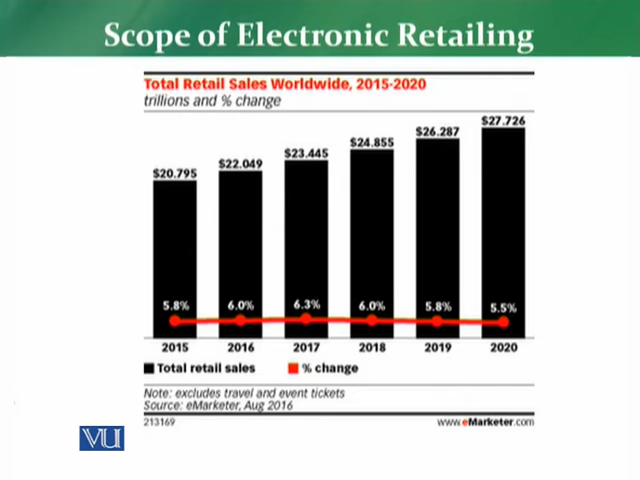 Scope of Electronic Retailing
Total Retail Sales Worldwide, 2015-2020
trillions and % change
$20.795
$22.049
$23.445
$24.855
$26.287
$27.726
5.8%
6.0%
6.3%
6.0%
5.8%
5.5%
2015
2016
2017
2018
2019
2020
Total retail sales
% change
Note: excludes travel and event tickets
Source: eMarketer, Aug 2016
213169
www.eMarketer.com
VU